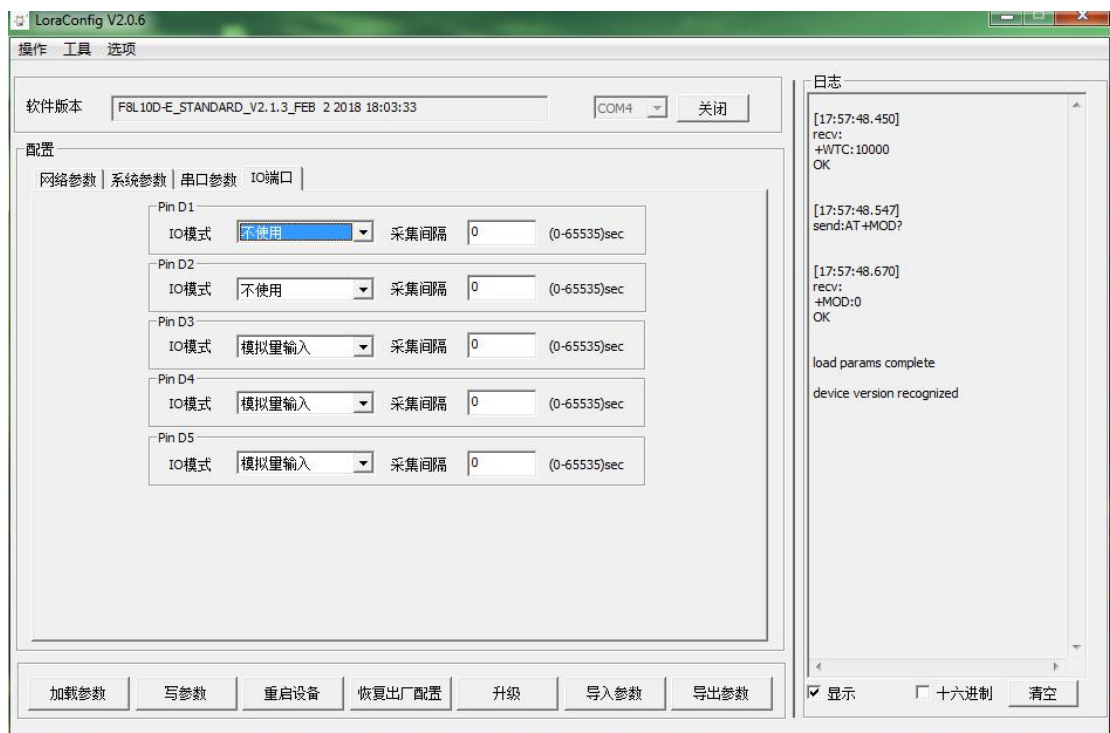 LoraConfig V2.0.6
操作 工具 选项
软件版本 F8L10D-E_STANDARD_V2.1.3_FEB 2 2018 18:03:33 COM4 关闭
配置
网络参数 系统参数 串口参数 IO端口
Pin D1
IO模式 不使用 采集间隔 0 (0-65535)sec
Pin D2
IO模式 不使用 采集间隔 0 (0-65535)sec
Pin D3
IO模式 模拟量输入 采集间隔 0 (0-65535)sec
Pin D4
IO模式 模拟量输入 采集间隔 0 (0-65535)sec
Pin D5
IO模式 模拟量输入 采集间隔 0 (0-65535)sec
加载参数 写参数 重启设备 恢复出厂配置 升级 导入参数 导出参数
日志
[17:57:48.450]
recv:
+WTC:10000
OK
[17:57:48.547]
send:AT+MOD?
[17:57:48.670]
recv:
+MOD:0
OK
load params complete
device version recognized
显示 十六进制 清空